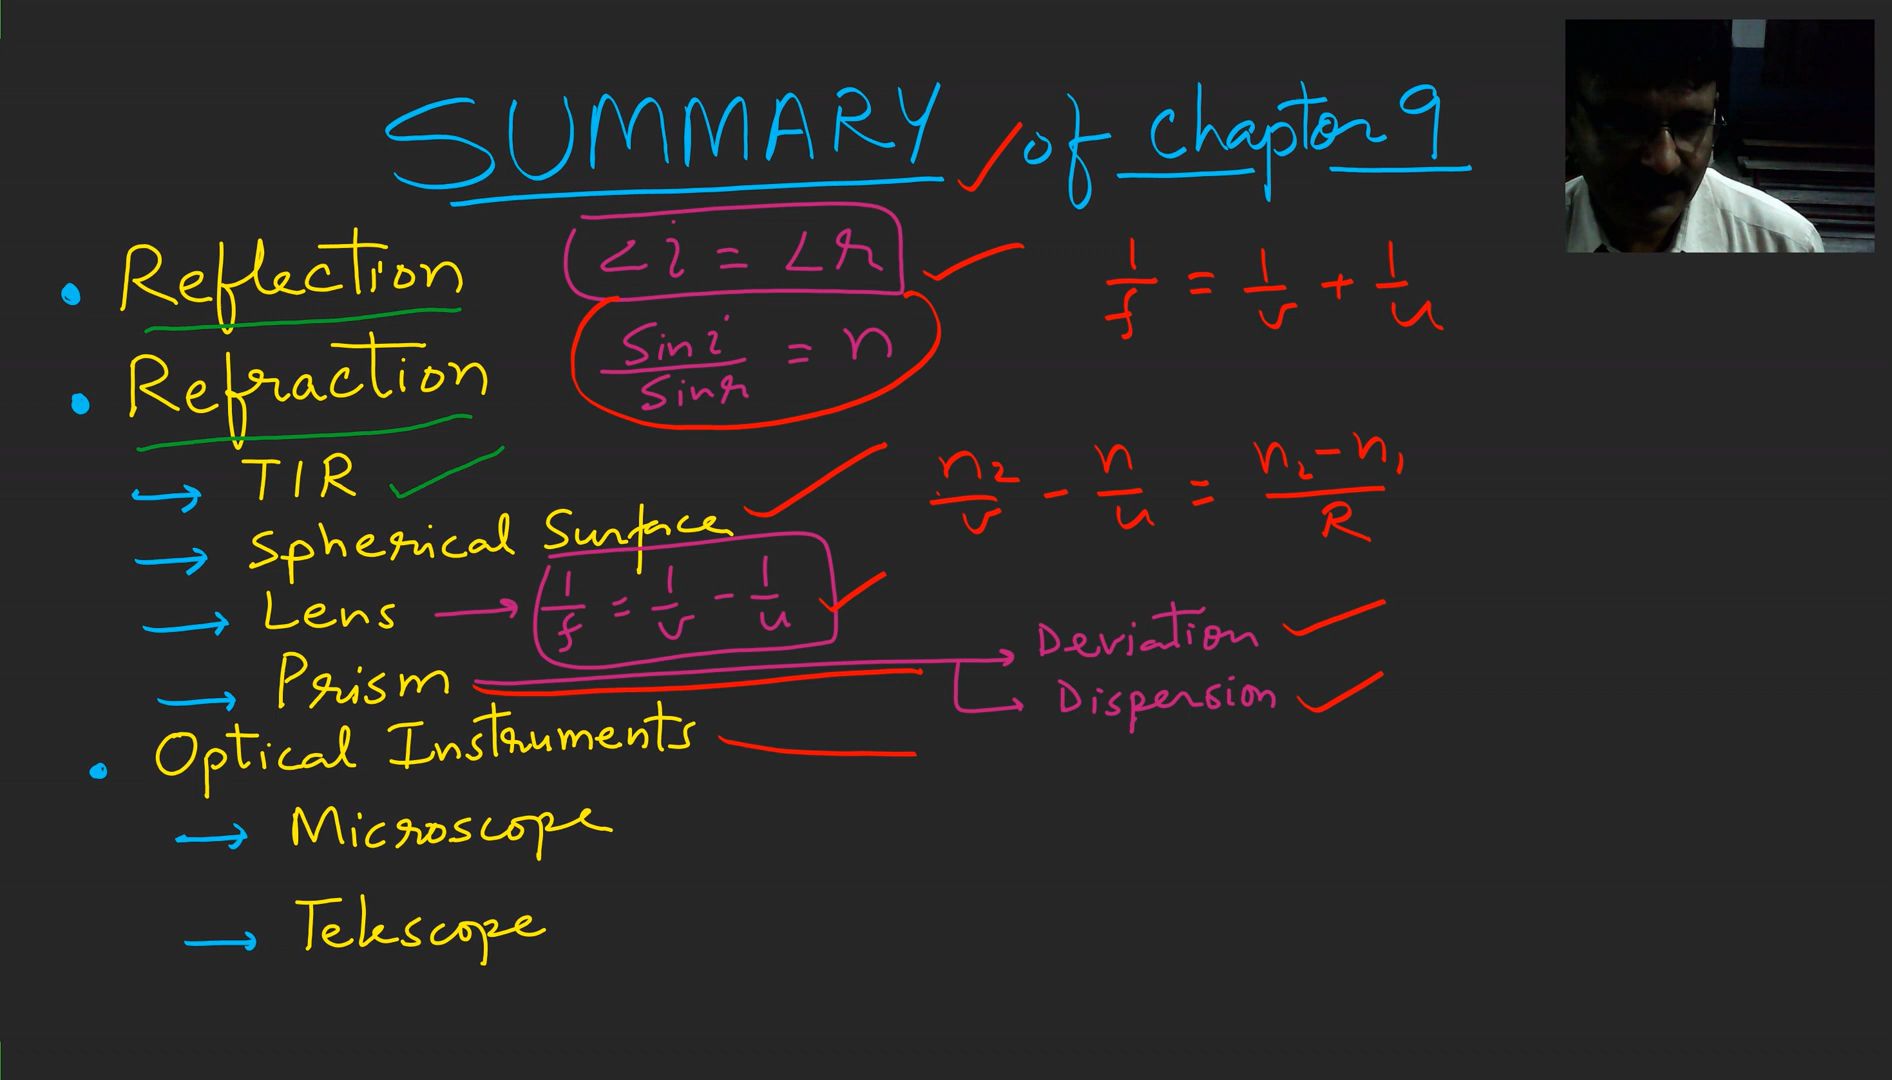 SUMMARY of chapter 9
• Reflection
∠i = ∠r
1/f = 1/v + 1/u
• Refraction
Sin i / Sin r = n
→ TIR
→ Spherical Surface
n2/v - n/u = (n2 - n1)/R
→ Lens → 1/f = 1/v - 1/u
→ Prism → Deviation
→ Dispersion
• Optical Instruments
→ Microscope
→ Telescope